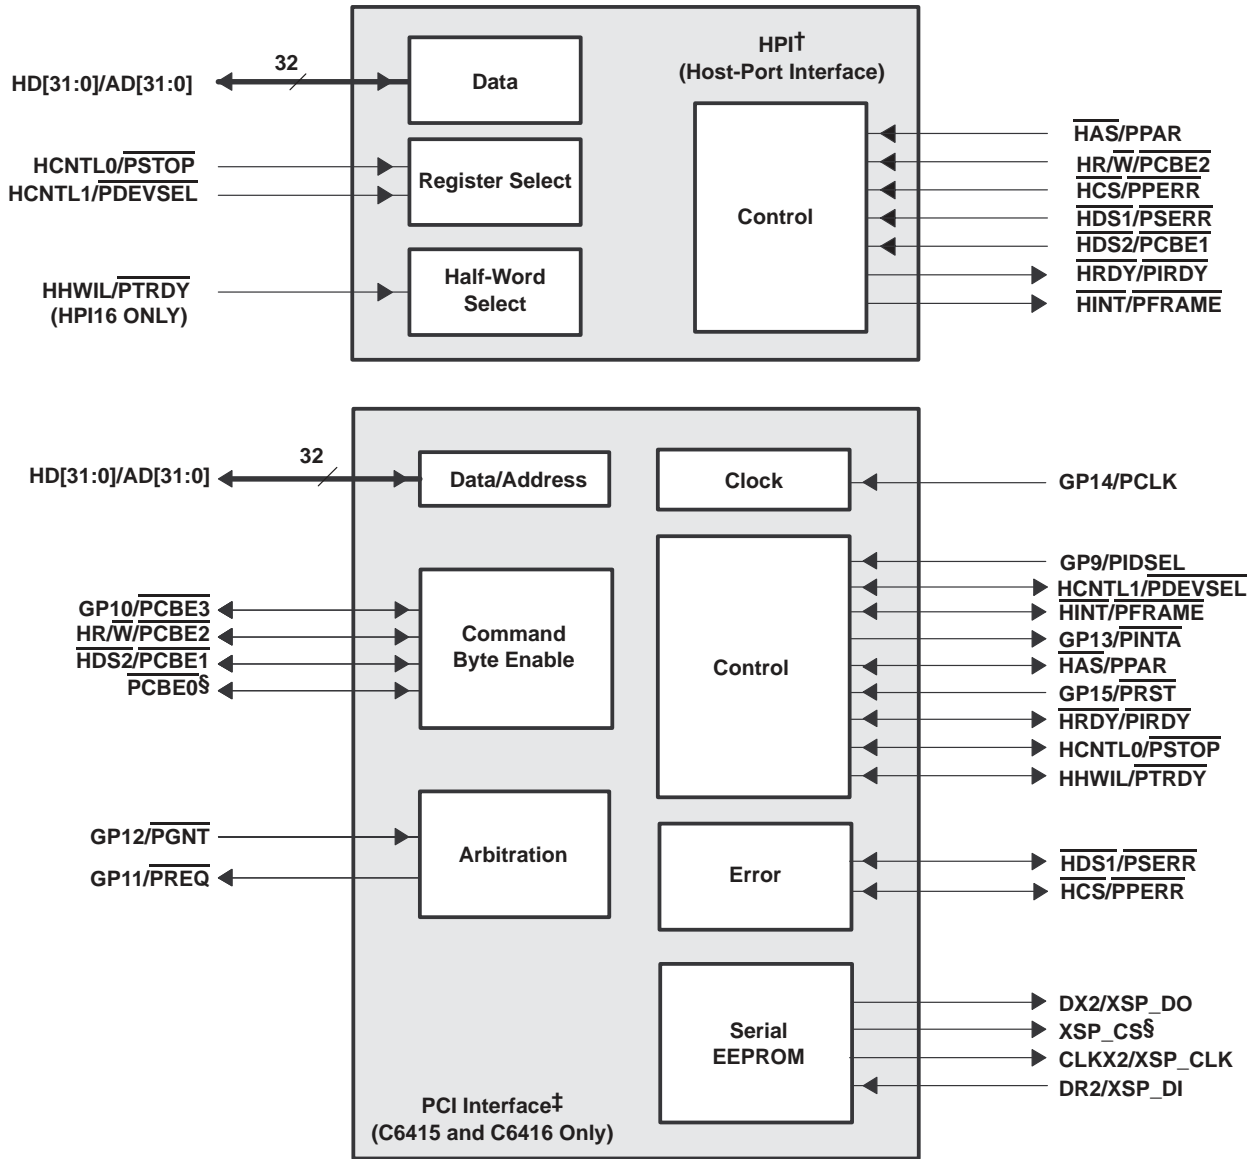 HPI†
(Host-Port Interface)
32
HD[31:0]/AD[31:0]
Data
HCNTL0/PSTOP
HCNTL1/PDEVSEL
Register Select
HHWIL/PTRDY
(HPI16 ONLY)
Half-Word
Select
Control
HAS/PPAR
HR/W/PCBE2
HCS/PPERR
HDS1/PSERR
HDS2/PCBE1
HRDY/PIRDY
HINT/PFRAME
32
HD[31:0]/AD[31:0]
Data/Address
Clock
GP14/PCLK
GP10/PCBE3
HR/W/PCBE2
HDS2/PCBE1
PCBE0§
Command
Byte Enable
Control
GP9/PIDSEL
HCNTL1/PDEVSEL
HINT/PFRAME
GP13/PINTA
HAS/PPAR
GP15/PRST
HRDY/PIRDY
HCNTL0/PSTOP
HHWIL/PTRDY
GP12/PGNT
GP11/PREQ
Arbitration
Error
HDS1/PSERR
HCS/PPERR
Serial
EEPROM
DX2/XSP_DO
XSP_CS§
CLKX2/XSP_CLK
DR2/XSP_DI
PCI Interface‡
(C6415 and C6416 Only)